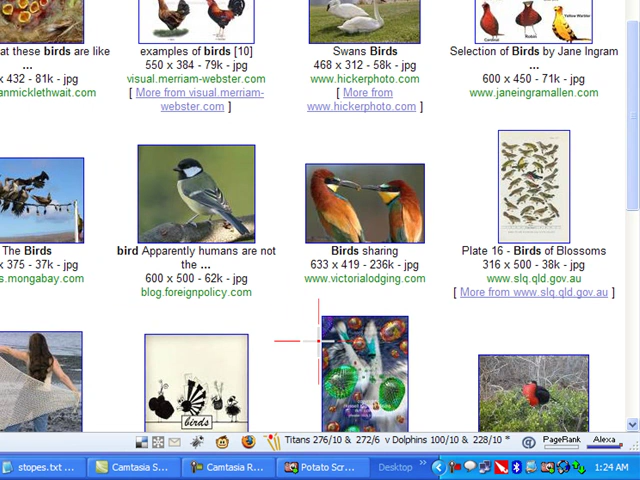 Cardinal
Robin
Yellow Warbler
at these birds are like
...
x 432 - 81k - jpg
anmicklethwait.com
examples of birds [10]
550 x 384 - 79k - jpg
visual.merriam-webster.com
[ More from visual.merriam-
webster.com ]
Swans Birds
468 x 312 - 58k - jpg
www.hickerphoto.com
[ More from
www.hickerphoto.com ]
Selection of Birds by Jane Ingram
...
600 x 450 - 71k - jpg
www.janeingramallen.com
The Birds
x 375 - 37k - jpg
s.mongabay.com
bird Apparently humans are not
the ...
600 x 500 - 62k - jpg
blog.foreignpolicy.com
Birds sharing
633 x 419 - 236k - jpg
www.victorialodging.com
Plate 16 - Birds of Blossoms
316 x 500 - 38k - jpg
www.slq.qld.gov.au
[ More from www.slq.qld.gov.au ]
birds
Titans 276/10 & 272/6 v Dolphins 100/10 & 228/10 *
@
PageRank
Alexa
stopes.txt ...
Camtasia S...
Camtasia R...
Potato Scr...
Desktop
1:24 AM